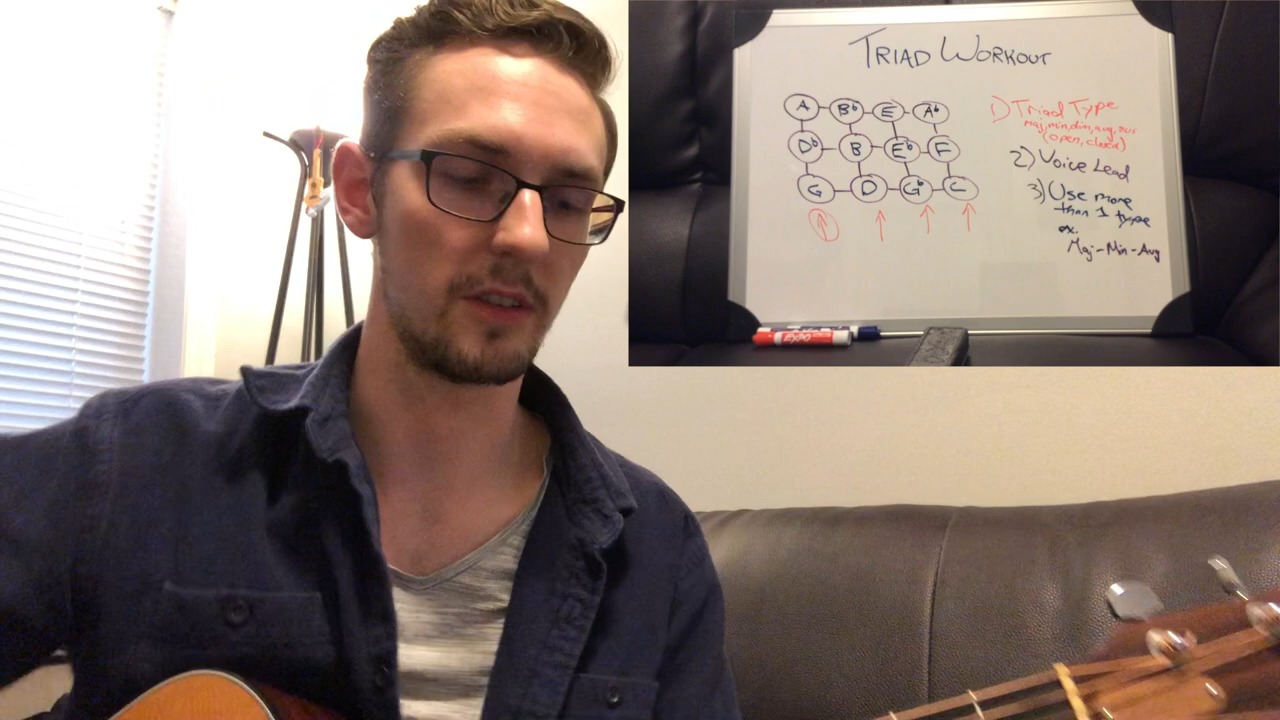 TRIAD WORKOUT
A B♭ E A♭
D♭ B E♭ F
G D G♭ C
1) Triad Type
Maj, min, dim, aug, sus
(open, closed)
2) Voice Lead
3) Use more
than 1 type
ex.
Maj-Min-Aug
EXPO